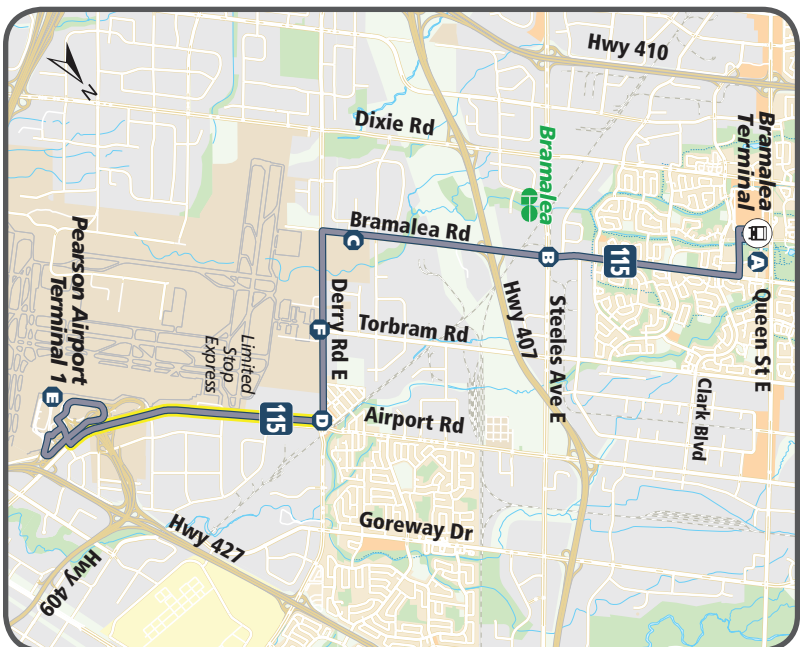 Hwy 410
Bramalea
Terminal
Dixie Rd
Bramalea
N
A
Bramalea Rd
C
B
115
Pearson Airport
Terminal 1
Queen St E
Derry Rd E
Hwy 407
Steeles Ave E
F
Torbram Rd
Limited
Stop
Express
Clark Blvd
E
115
D
Airport Rd
Goreway Dr
Hwy 427
Hwy 409